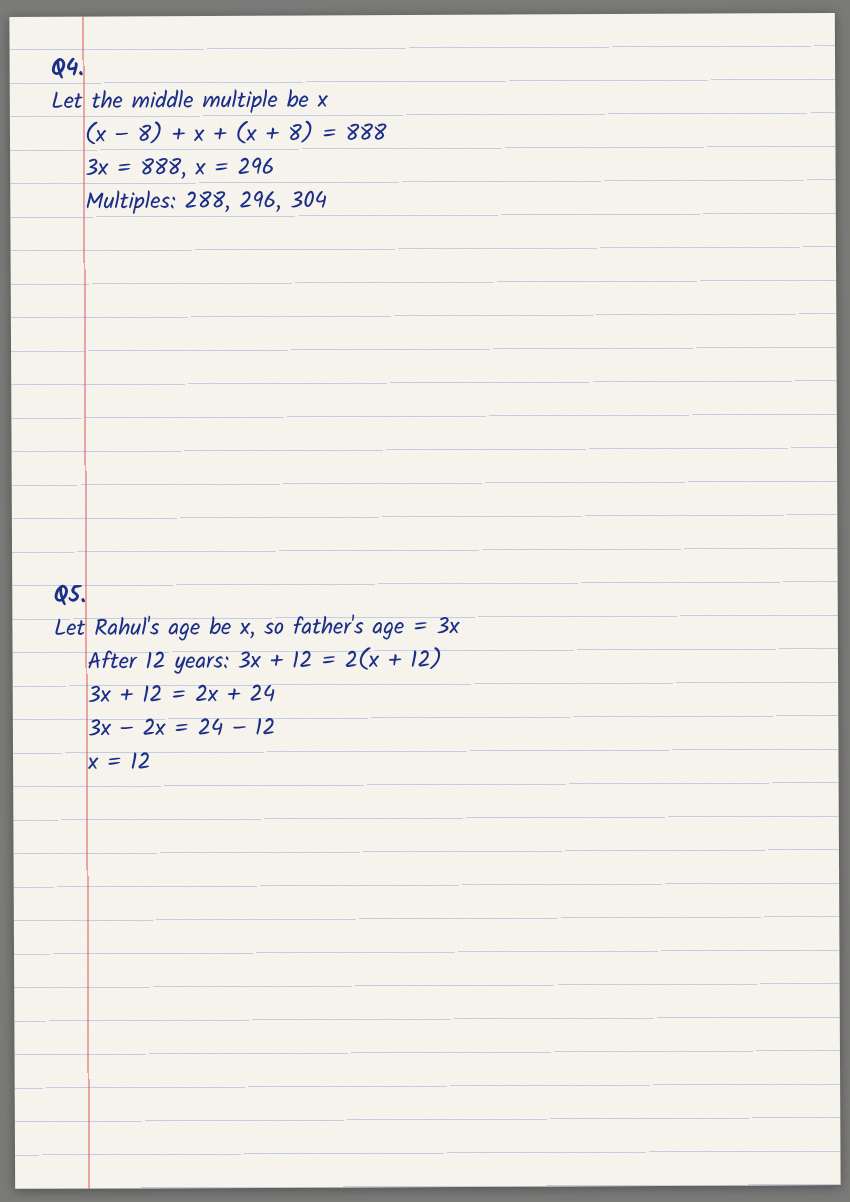 Q4.
Let the middle multiple be x
(x − 8) + x + (x + 8) = 888
3x = 888, x = 296
Multiples: 288, 296, 304
Q5.
Let Rahul's age be x, so father's age = 3x
After 12 years: 3x + 12 = 2(x + 12)
3x + 12 = 2x + 24
3x − 2x = 24 − 12
x = 12